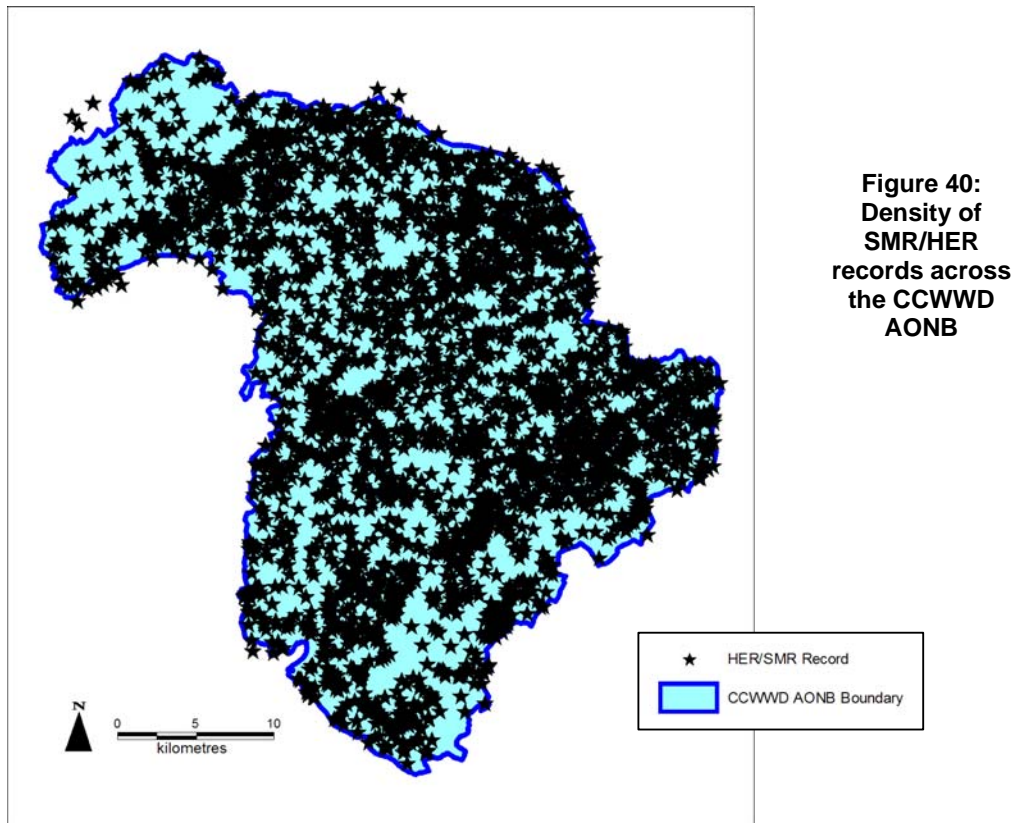 Figure 40:
Density of
SMR/HER
records across
the CCWWD
AONB
HER/SMR Record
CCWWD AONB Boundary
N
0 5 10
kilometres